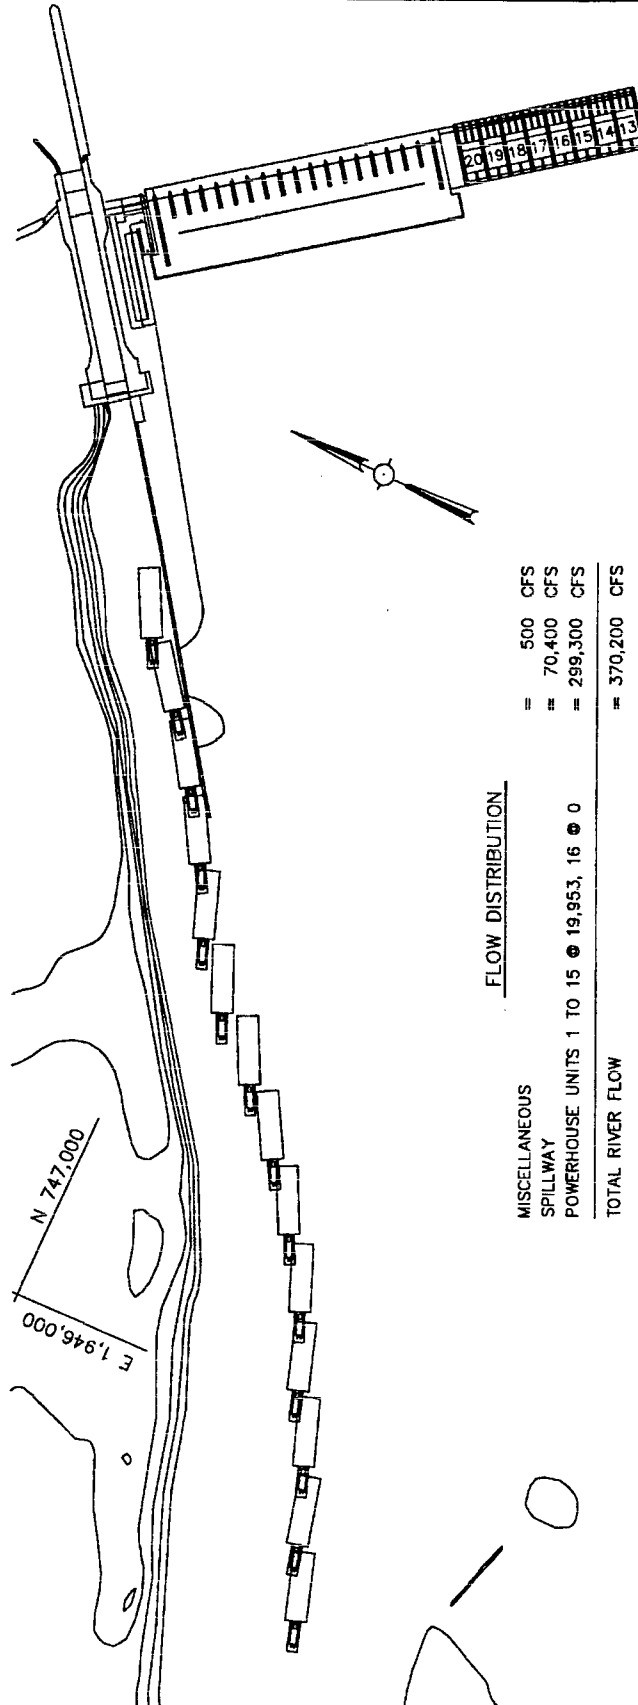 20 19 18 17 16 15 14 13
FLOW DISTRIBUTION
MISCELLANEOUS = 500 CFS
SPILLWAY = 70,400 CFS
POWERHOUSE UNITS 1 TO 15 @ 19,953, 16 @ 0 = 299,300 CFS
TOTAL RIVER FLOW = 370,200 CFS
N 747,000
E 1,946,000